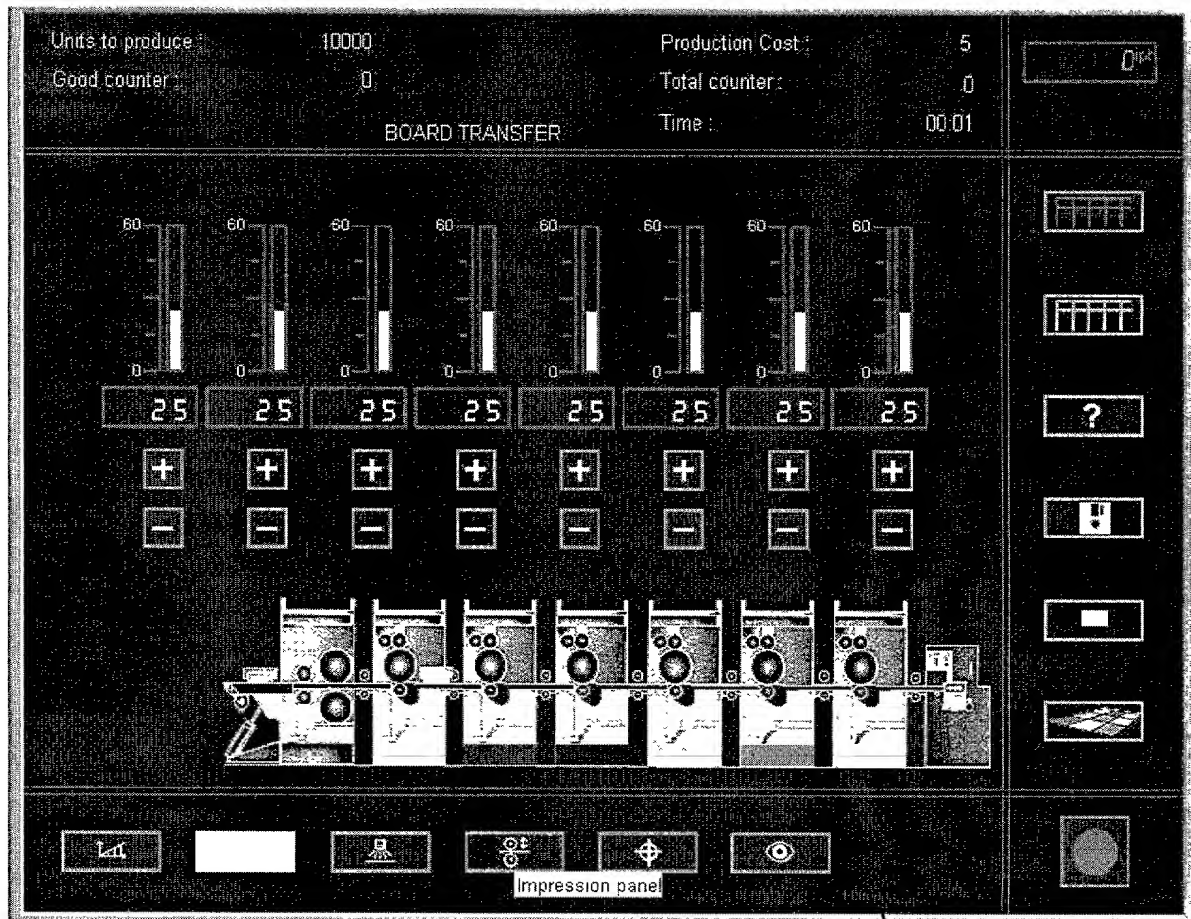 Units to produce : 10000 Production Cost : 5
Good counter : 0 Total counter : 0
BOARD TRANSFER Time : 00:01
60 60 60 60 60 60 60 60
0 0 0 0 0 0 0 0
25 25 25 25 25 25 25 25
+ + + + + + + +
- - - - - - - -
?
Impression panel